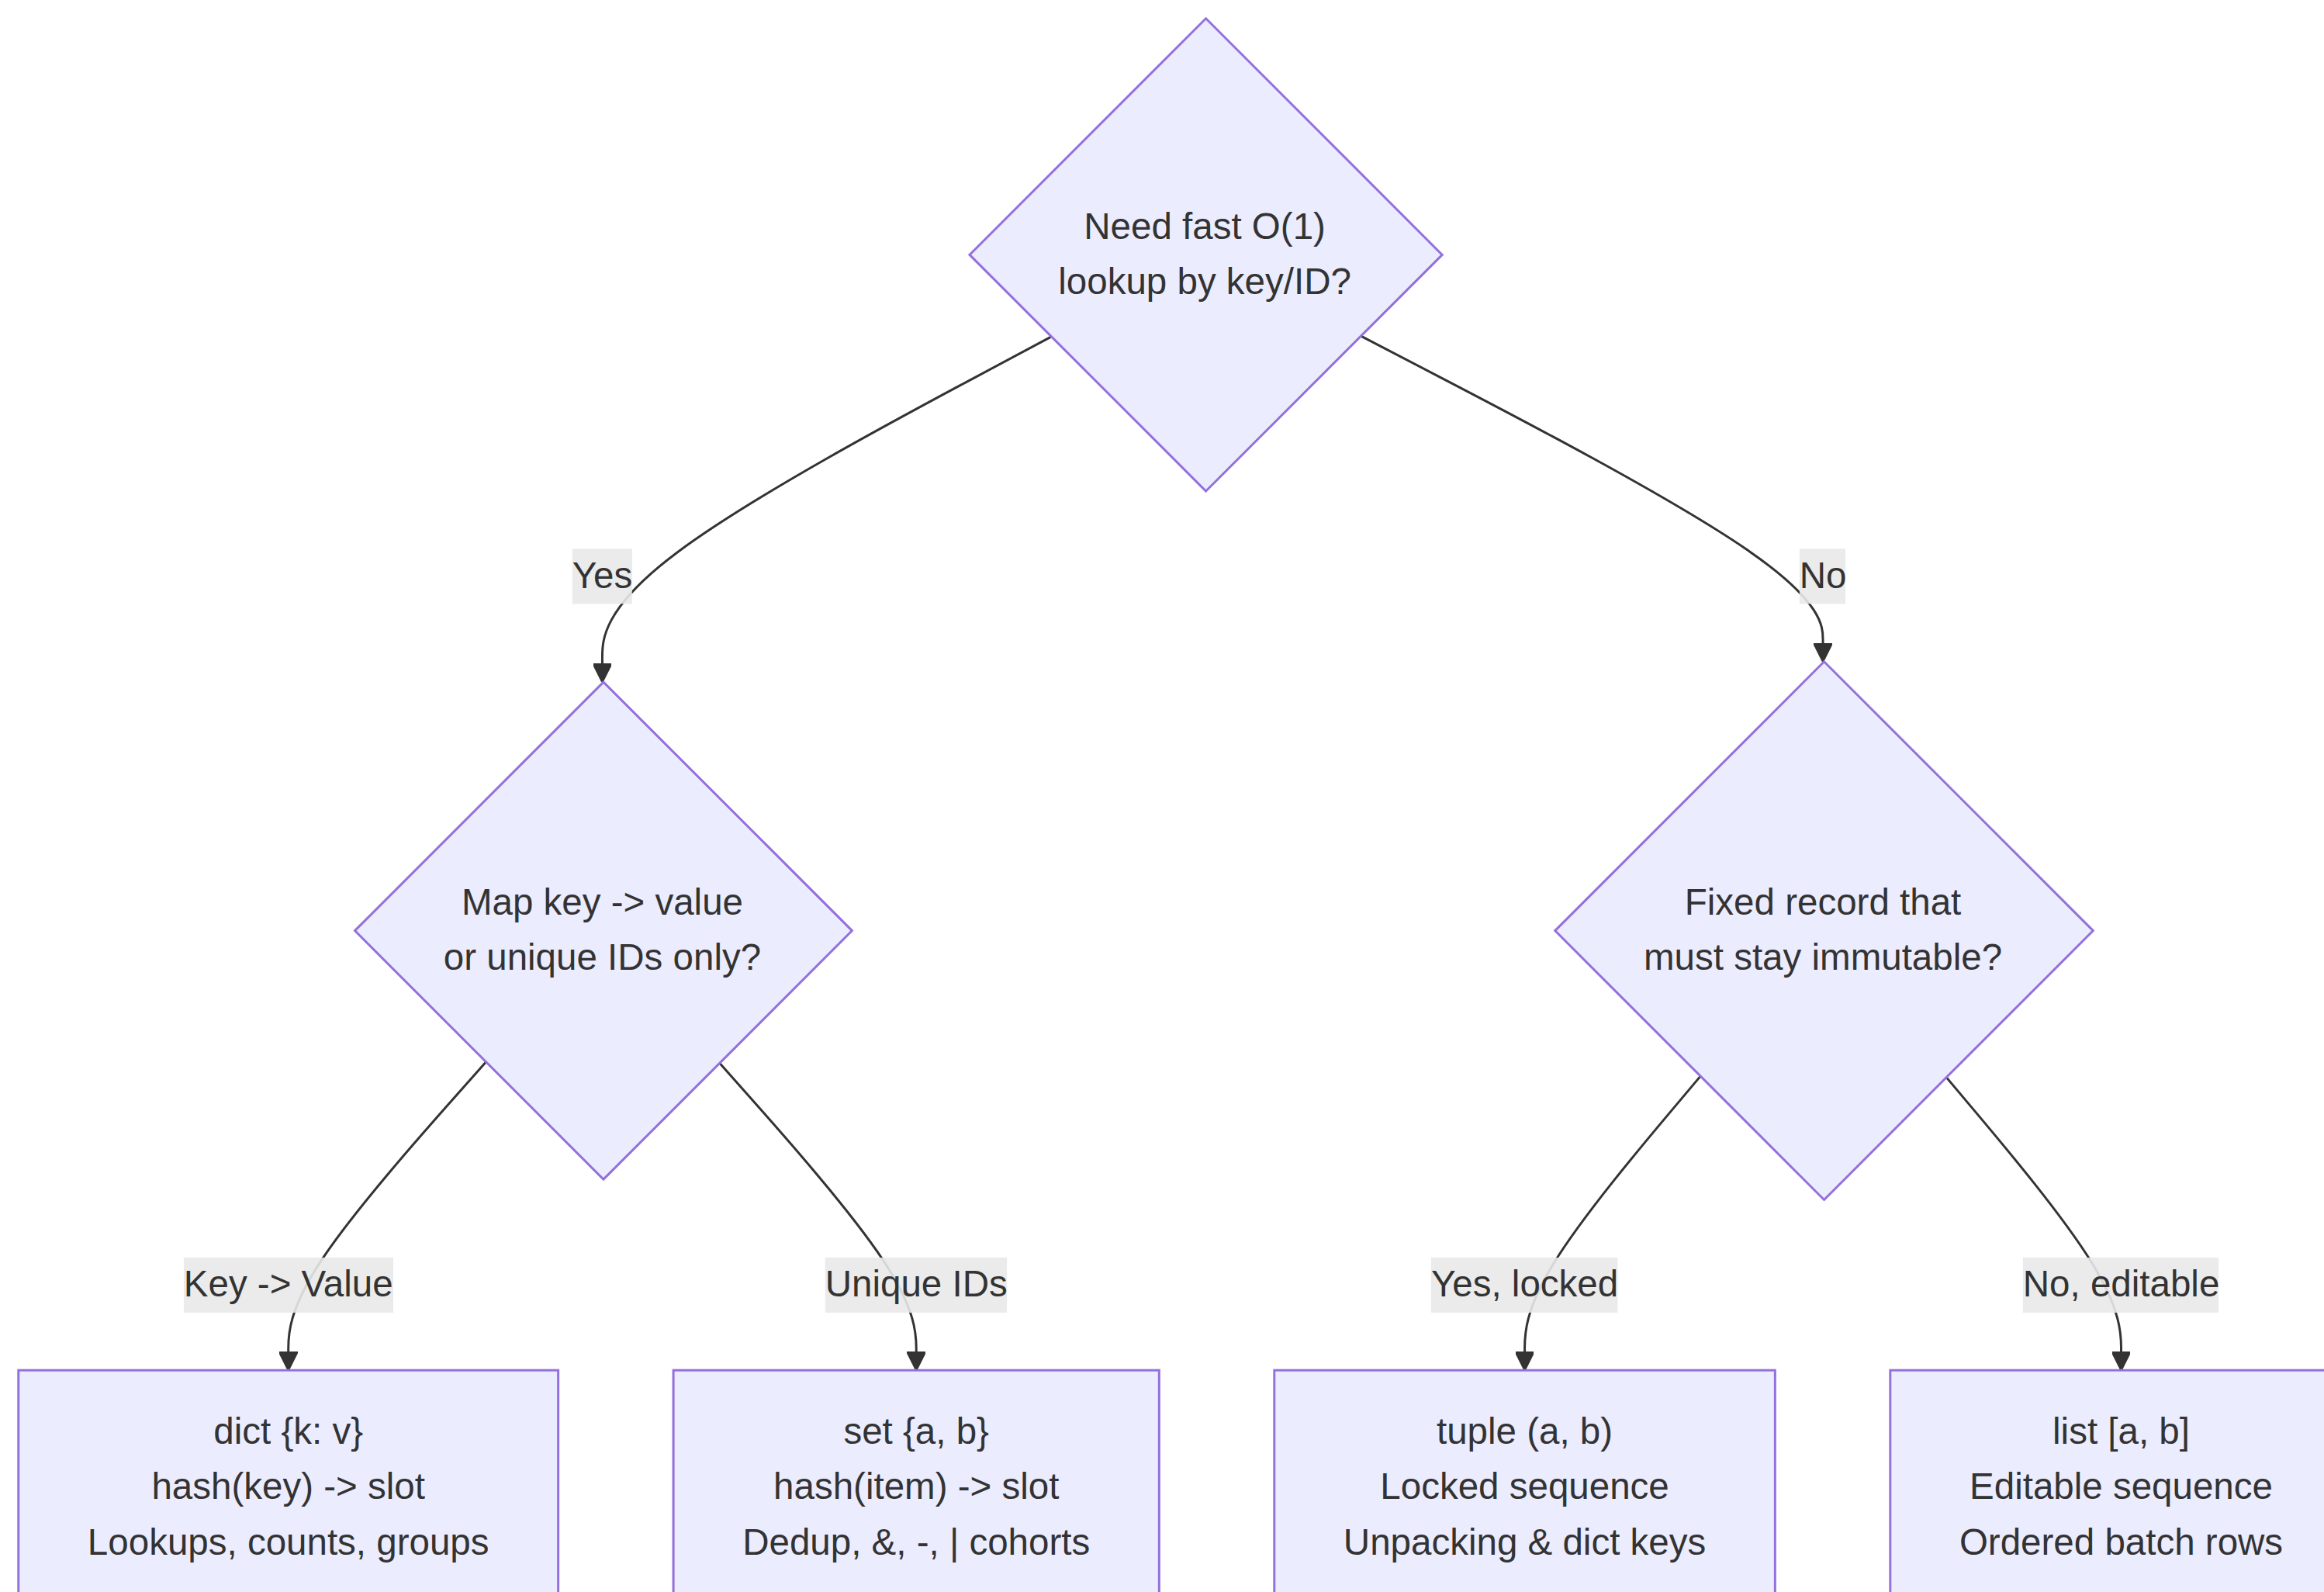 Need fast O(1)
lookup by key/ID?
Yes
No
Map key -> value
or unique IDs only?
Fixed record that
must stay immutable?
Key -> Value
Unique IDs
Yes, locked
No, editable
dict {k: v}
hash(key) -> slot
Lookups, counts, groups
set {a, b}
hash(item) -> slot
Dedup, &, -, | cohorts
tuple (a, b)
Locked sequence
Unpacking & dict keys
list [a, b]
Editable sequence
Ordered batch rows